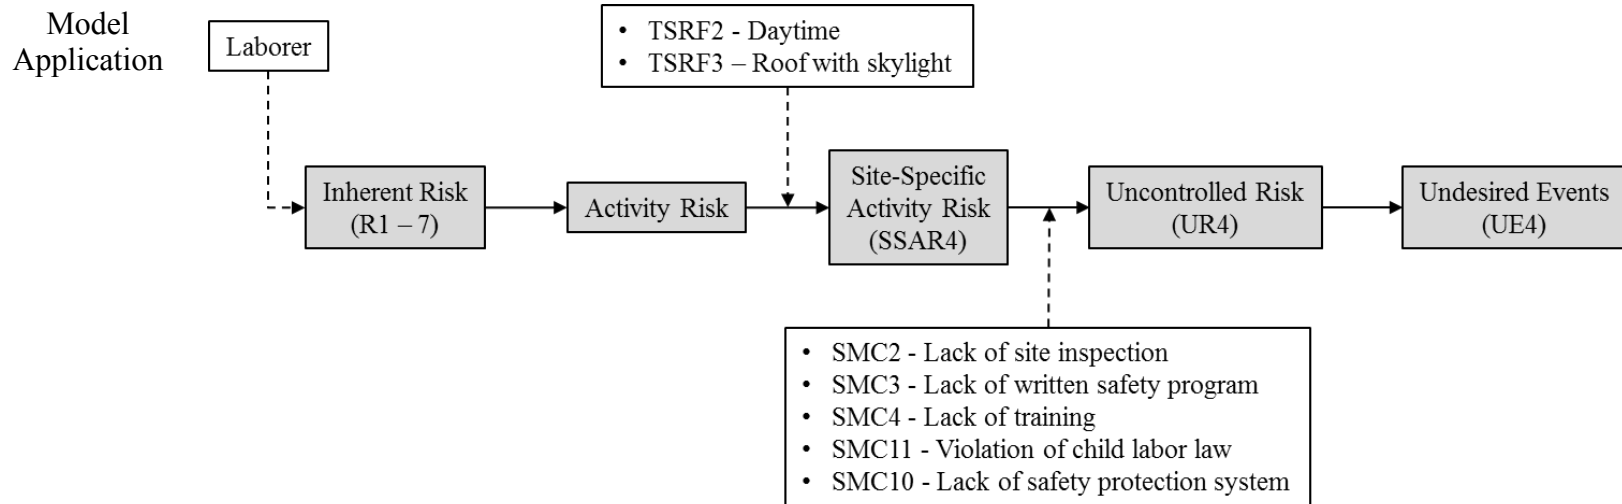 Model
Application
Laborer
• TSRF2 - Daytime
• TSRF3 – Roof with skylight
Inherent Risk
(R1 – 7)
Activity Risk
Site-Specific
Activity Risk
(SSAR4)
Uncontrolled Risk
(UR4)
Undesired Events
(UE4)
• SMC2 - Lack of site inspection
• SMC3 - Lack of written safety program
• SMC4 - Lack of training
• SMC11 - Violation of child labor law
• SMC10 - Lack of safety protection system